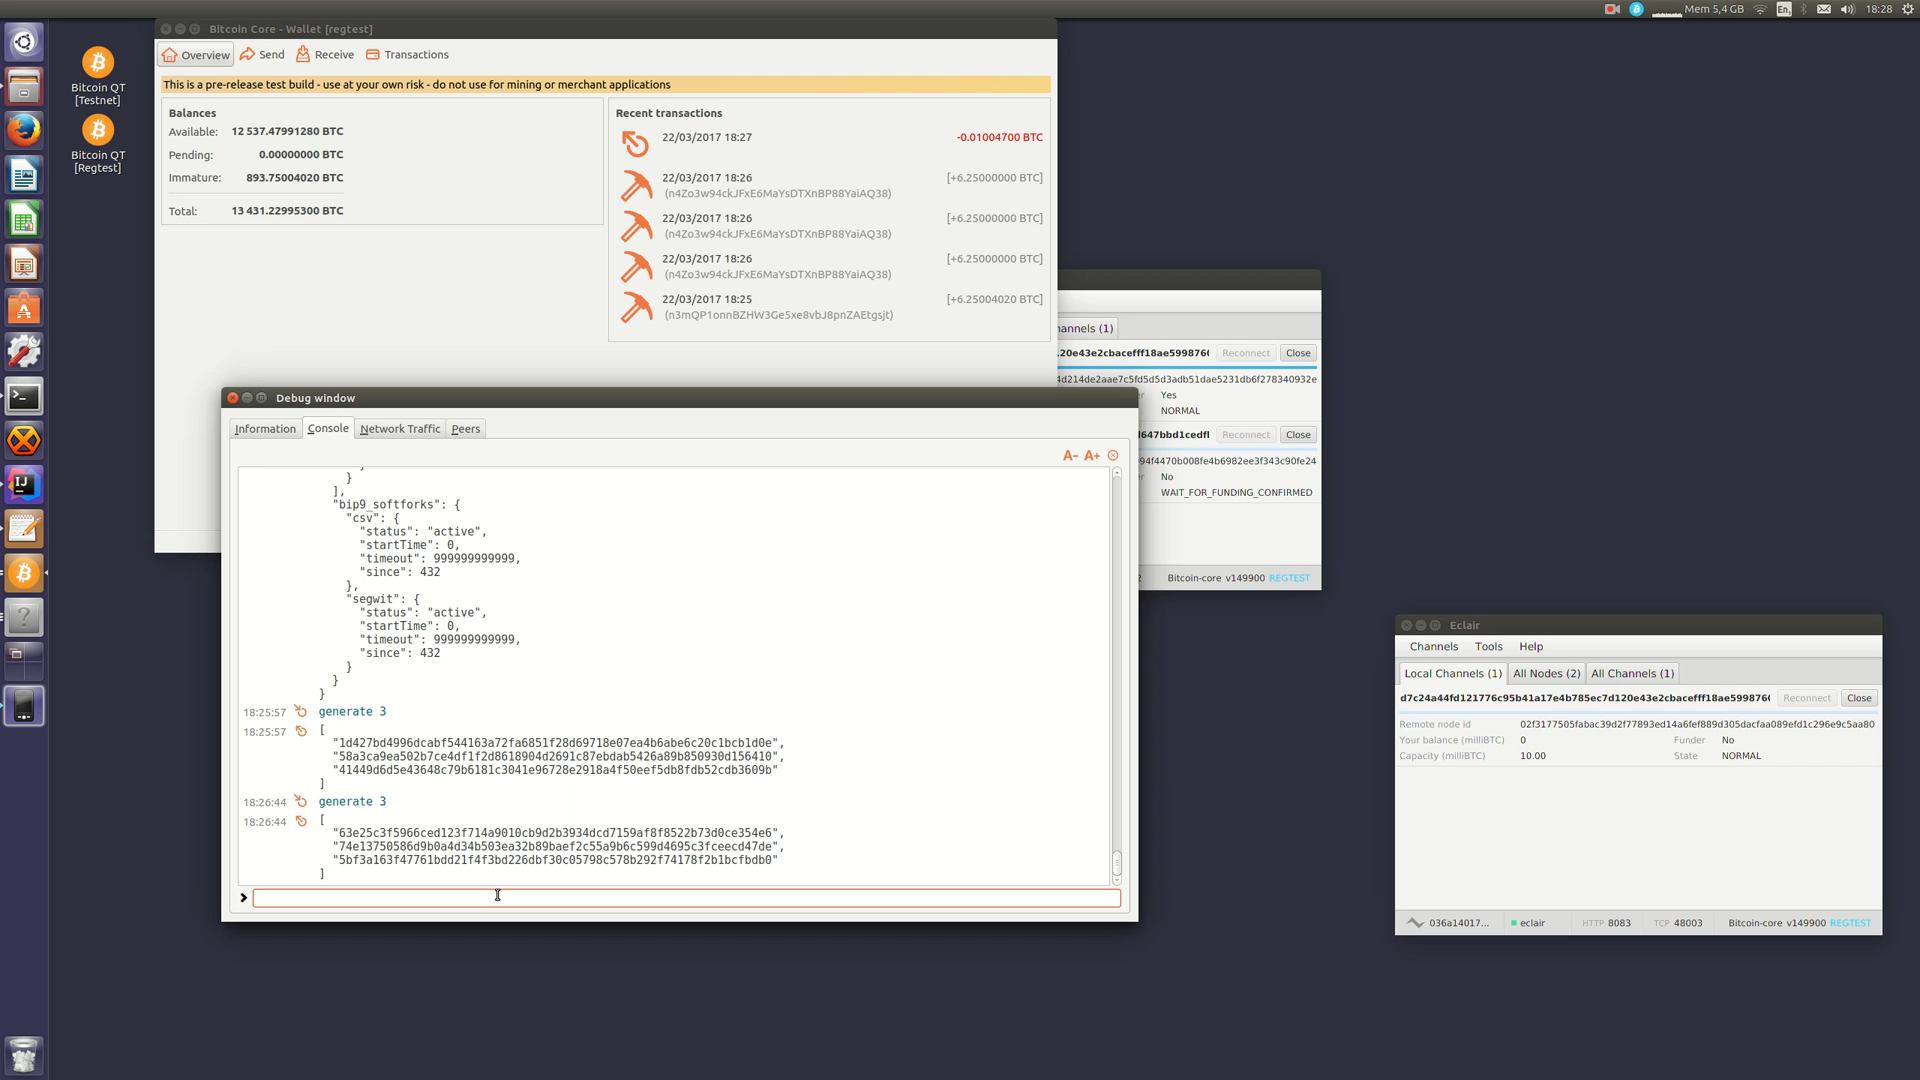 Mem 5,4 GB
En
18:28
Bitcoin QT
[Testnet]
Bitcoin QT
[Regtest]
Bitcoin Core - Wallet [regtest]
Overview
Send
Receive
Transactions
This is a pre-release test build - use at your own risk - do not use for mining or merchant applications
Balances
Available: 12 537.47991280 BTC
Pending: 0.00000000 BTC
Immature: 893.75004020 BTC
Total: 13 431.22995300 BTC
Recent transactions
22/03/2017 18:27 -0.01004700 BTC
22/03/2017 18:26 [+6.25000000 BTC]
(n4Zo3w94ckJFxE6MaYsDTXnBP88YaiAQ38)
22/03/2017 18:26 [+6.25000000 BTC]
(n4Zo3w94ckJFxE6MaYsDTXnBP88YaiAQ38)
22/03/2017 18:26 [+6.25000000 BTC]
(n4Zo3w94ckJFxE6MaYsDTXnBP88YaiAQ38)
22/03/2017 18:25 [+6.25004020 BTC]
(n3mQP1onnBZHW3Ge5xe8vbJ8pnZAEtgsjt)
hannels (1)
.20e43e2cbacefff18ae5998760 Reconnect Close
4d214de2aae7c5fd5d5d3adb51dae5231db6f278340932e
r Yes
NORMAL
l647bbd1cedfl Reconnect Close
94f4470b008fe4b6982ee3f343c90fe24
r No
WAIT_FOR_FUNDING_CONFIRMED
2 Bitcoin-core v149900 REGTEST
Debug window
Information
Console
Network Traffic
Peers
A- A+
}
],
"bip9_softforks": {
"csv": {
"status": "active",
"startTime": 0,
"timeout": 999999999999,
"since": 432
},
"segwit": {
"status": "active",
"startTime": 0,
"timeout": 999999999999,
"since": 432
}
}
}
18:25:57 generate 3
18:25:57 [
"1d427bd4996dcabf544163a72fa6851f28d69718e07ea4b6abe6c20c1bcb1d0e",
"58a3ca9ea502b7ce4df1f2d8618904d2691c87ebdab5426a89b850930d156410",
"41449d6d5e43648c79b6181c3041e96728e2918a4f50eef5db8fdb52cdb3609b"
]
18:26:44 generate 3
18:26:44 [
"63e25c3f5966ced123f714a9010cb9d2b3934dcd7159af8f8522b73d0ce354e6",
"74e13750586d9b0a4d34b503ea32b89baef2c55a9b6c599d4695c3fceecd47de",
"5bf3a163f47761bdd21f4f3bd226dbf30c05798c578b292f74178f2b1bcfbdb0"
]
Eclair
Channels Tools Help
Local Channels (1) All Nodes (2) All Channels (1)
d7c24a44fd121776c95b41a17e4b785ec7d120e43e2cbacefff18ae5998760 Reconnect Close
Remote node id 02f3177505fabac39d2f77893ed14a6fef889d305dacfaa089efd1c296e9c5aa80
Your balance (milliBTC) 0 Funder No
Capacity (milliBTC) 10.00 State NORMAL
036a14017... eclair HTTP 8083 TCP 48003 Bitcoin-core v149900 REGTEST